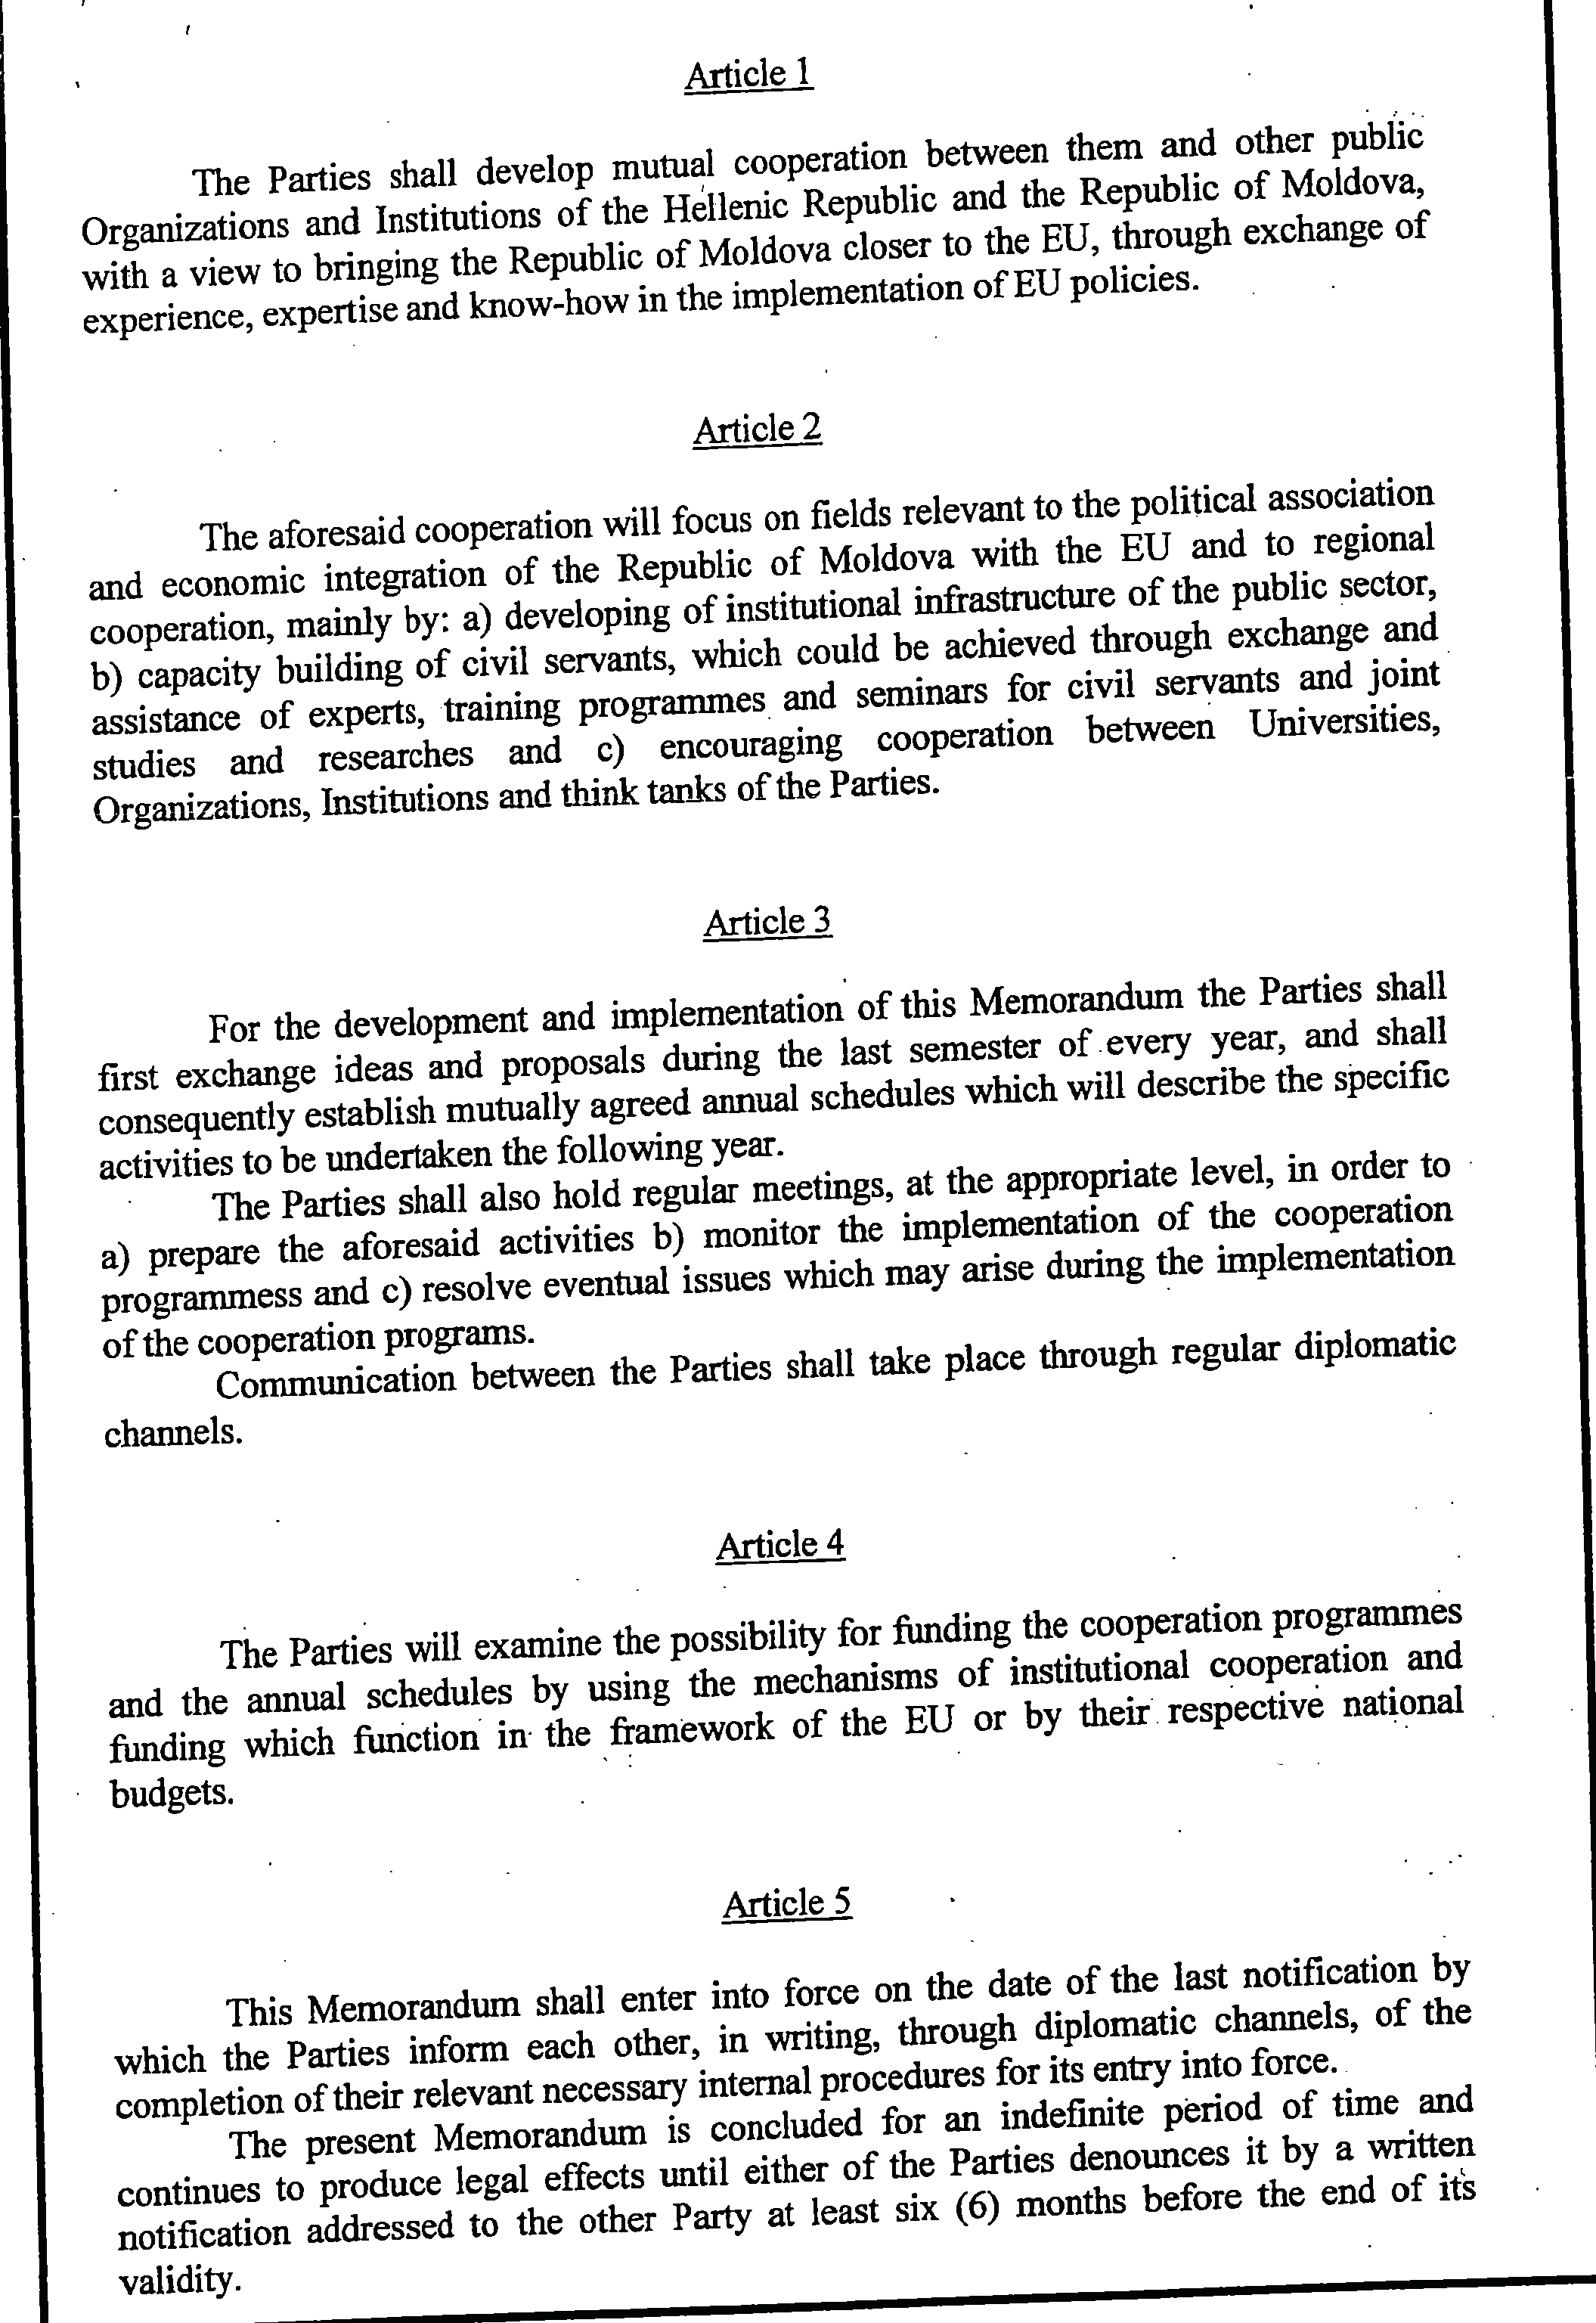 Article 1
The Parties shall develop mutual cooperation between them and other public
Organizations and Institutions of the Hellenic Republic and the Republic of Moldova,
with a view to bringing the Republic of Moldova closer to the EU, through exchange of
experience, expertise and know-how in the implementation of EU policies.
Article 2
The aforesaid cooperation will focus on fields relevant to the political association
and economic integration of the Republic of Moldova with the EU and to regional
cooperation, mainly by: a) developing of institutional infrastructure of the public sector,
b) capacity building of civil servants, which could be achieved through exchange and
assistance of experts, training programmes and seminars for civil servants and joint
studies and researches and c) encouraging cooperation between Universities,
Organizations, Institutions and think tanks of the Parties.
Article 3
For the development and implementation of this Memorandum the Parties shall
first exchange ideas and proposals during the last semester of every year, and shall
consequently establish mutually agreed annual schedules which will describe the specific
activities to be undertaken the following year.
The Parties shall also hold regular meetings, at the appropriate level, in order to
a) prepare the aforesaid activities b) monitor the implementation of the cooperation
programmess and c) resolve eventual issues which may arise during the implementation
of the cooperation programs.
Communication between the Parties shall take place through regular diplomatic
channels.
Article 4
The Parties will examine the possibility for funding the cooperation programmes
and the annual schedules by using the mechanisms of institutional cooperation and
funding which function in the framework of the EU or by their respective national
budgets.
Article 5
This Memorandum shall enter into force on the date of the last notification by
which the Parties inform each other, in writing, through diplomatic channels, of the
completion of their relevant necessary internal procedures for its entry into force.
The present Memorandum is concluded for an indefinite period of time and
continues to produce legal effects until either of the Parties denounces it by a written
notification addressed to the other Party at least six (6) months before the end of its
validity.